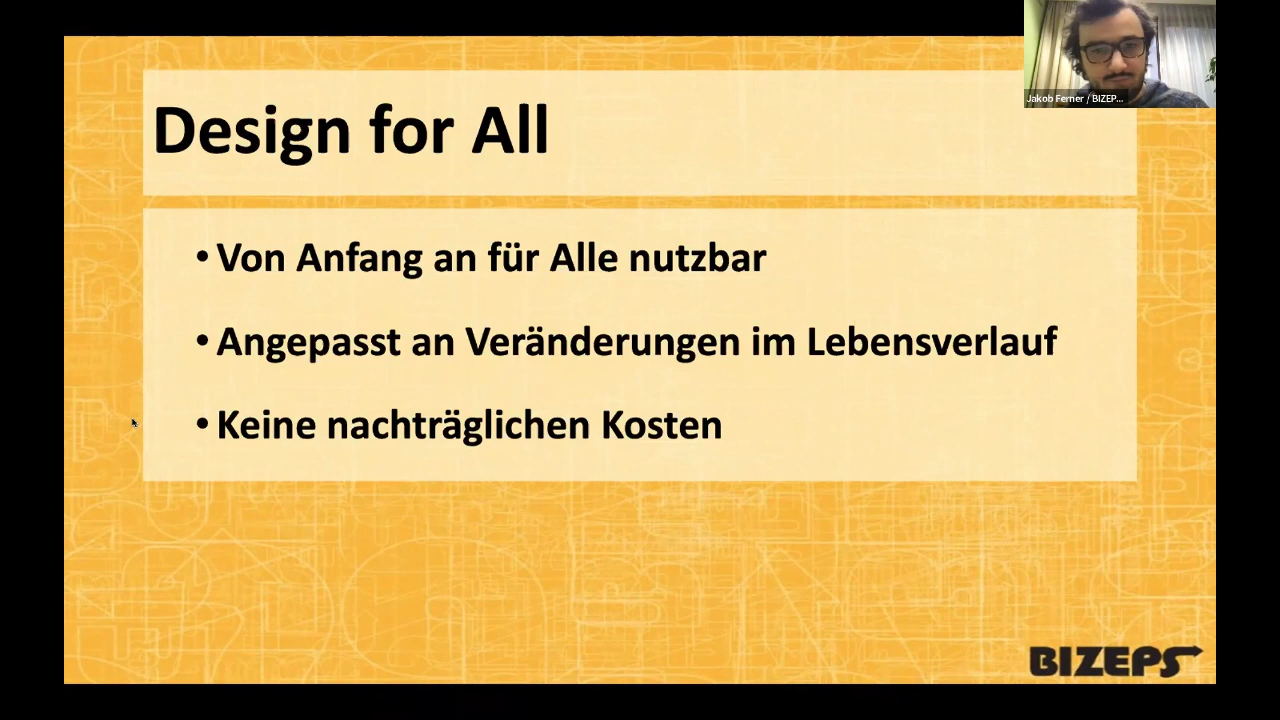 Design for All
• Von Anfang an für Alle nutzbar
• Angepasst an Veränderungen im Lebensverlauf
• Keine nachträglichen Kosten
Jakob Ferner / BIZEP...
BIZEPS